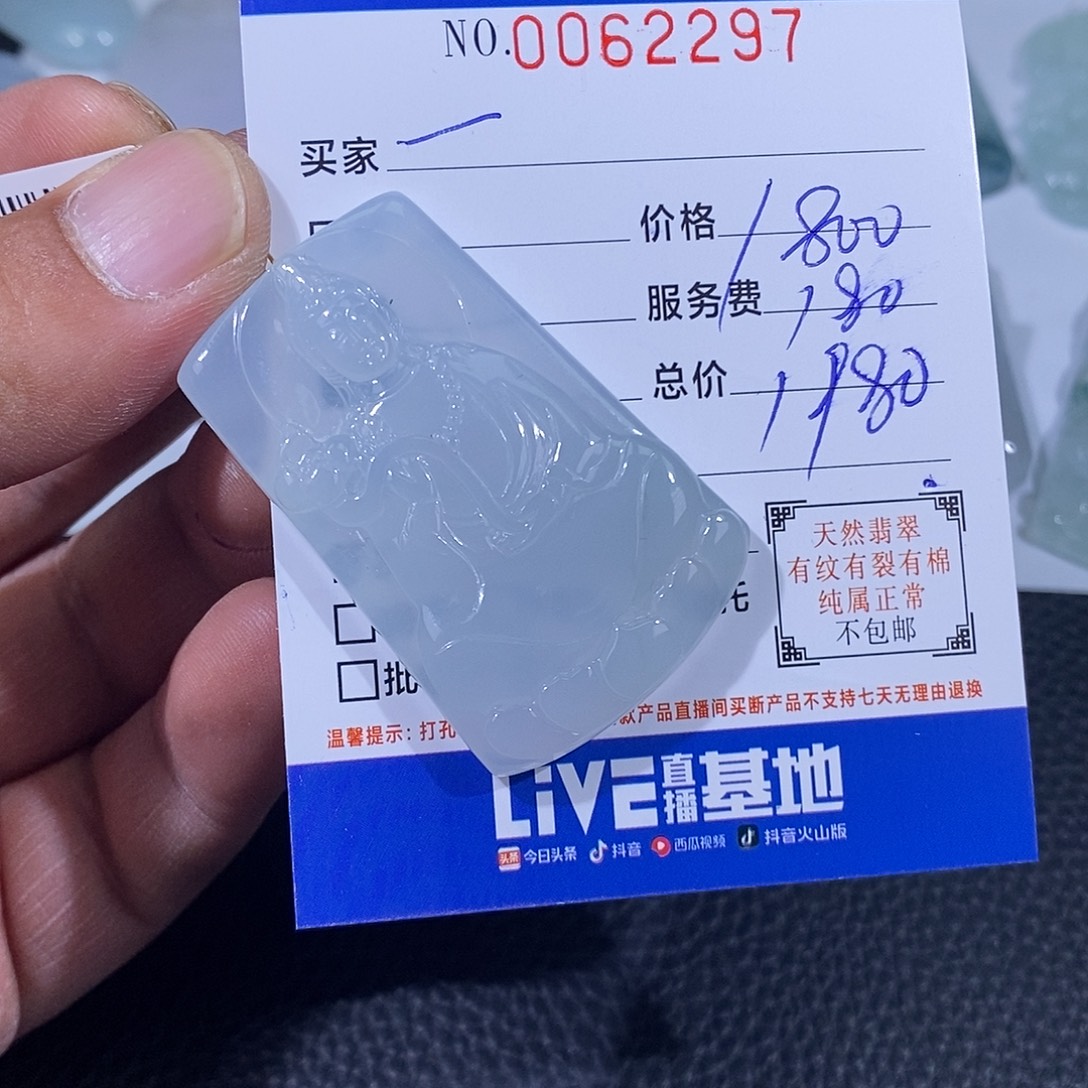 NO.0062297
买家 一
价格 1800
服务费 180
总价 1980
天然翡翠
有纹有裂有棉
纯属正常
不包邮
托
批
温馨提示：打孔
款产品直播间买断产品不支持七天无理由退换
LiVE直播基地
头条 今日头条 抖音 西瓜视频 抖音火山版